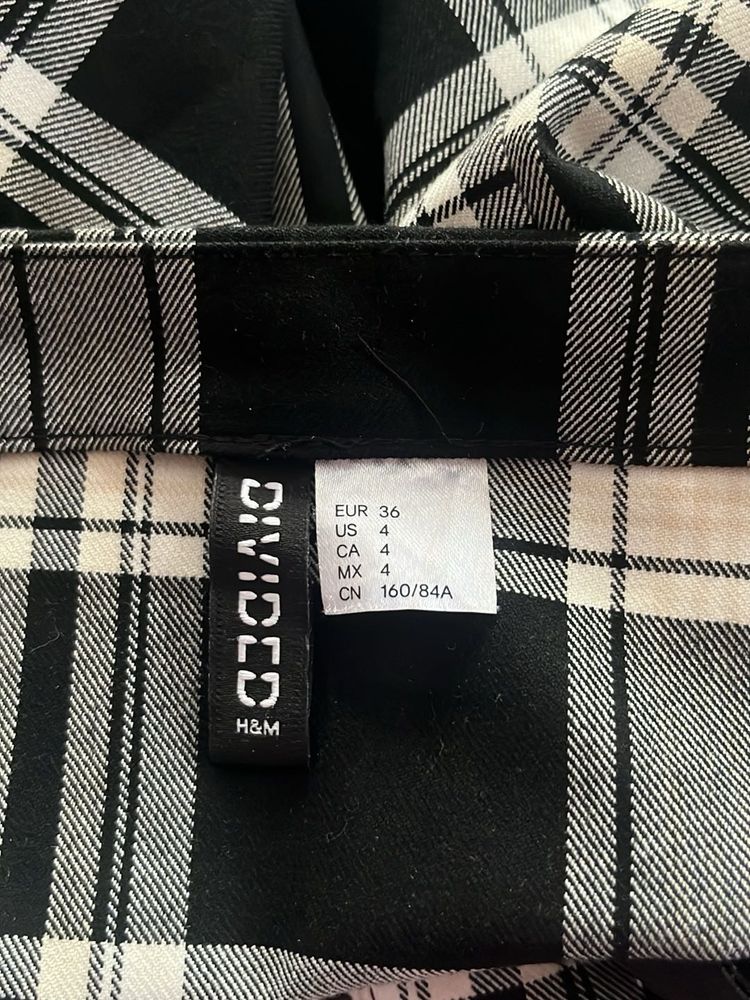 DIVIDED
H&M
EUR 36
US 4
CA 4
MX 4
CN 160/84A